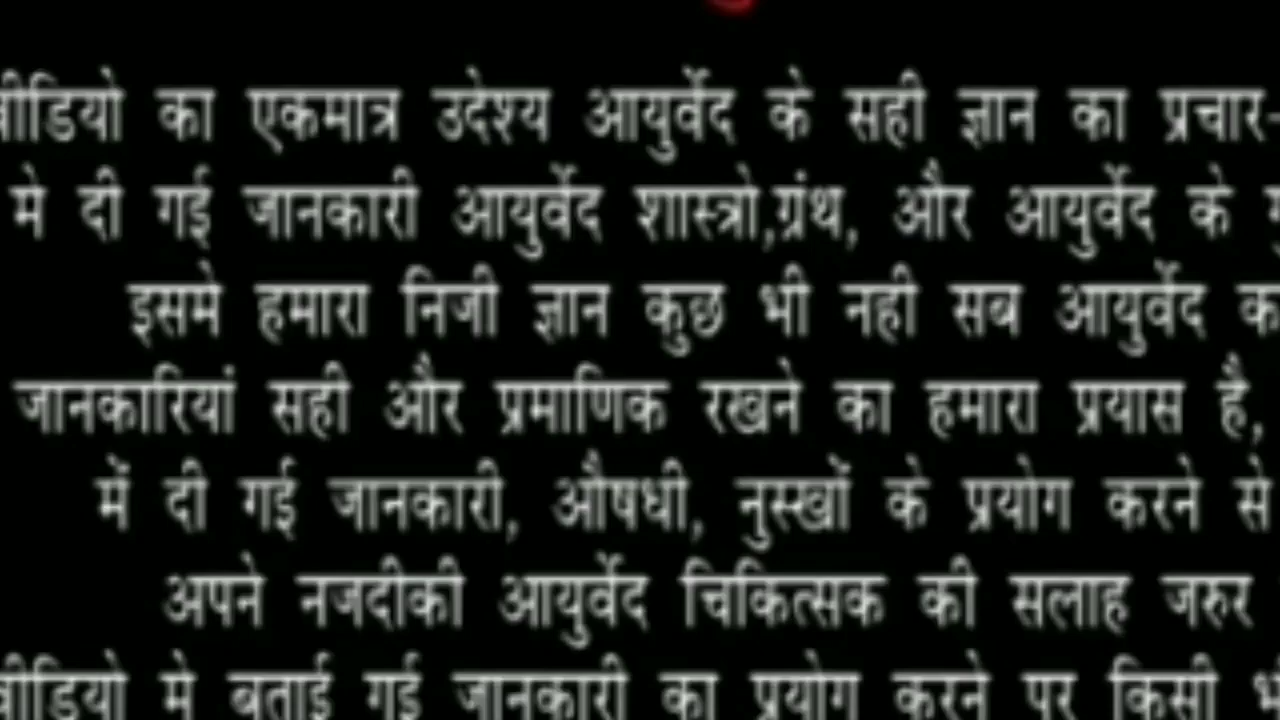 वीडियो का एकमात्र उदेश्य आयुर्वेद के सही ज्ञान का प्रचार-
मे दी गई जानकारी आयुर्वेद शास्त्रो,ग्रंथ, और आयुर्वेद के
इसमे हमारा निजी ज्ञान कुछ भी नही सब आयुर्वेद
जानकारियां सही और प्रमाणिक रखने का हमारा प्रयास है,
में दी गई जानकारी, औषधी, नुस्खों के प्रयोग करने से
अपने नजदीकी आयुर्वेद चिकित्सक की सलाह जरुर
वीडियो मे बताई गई जानकारी का प्रयोग करने पर किसी